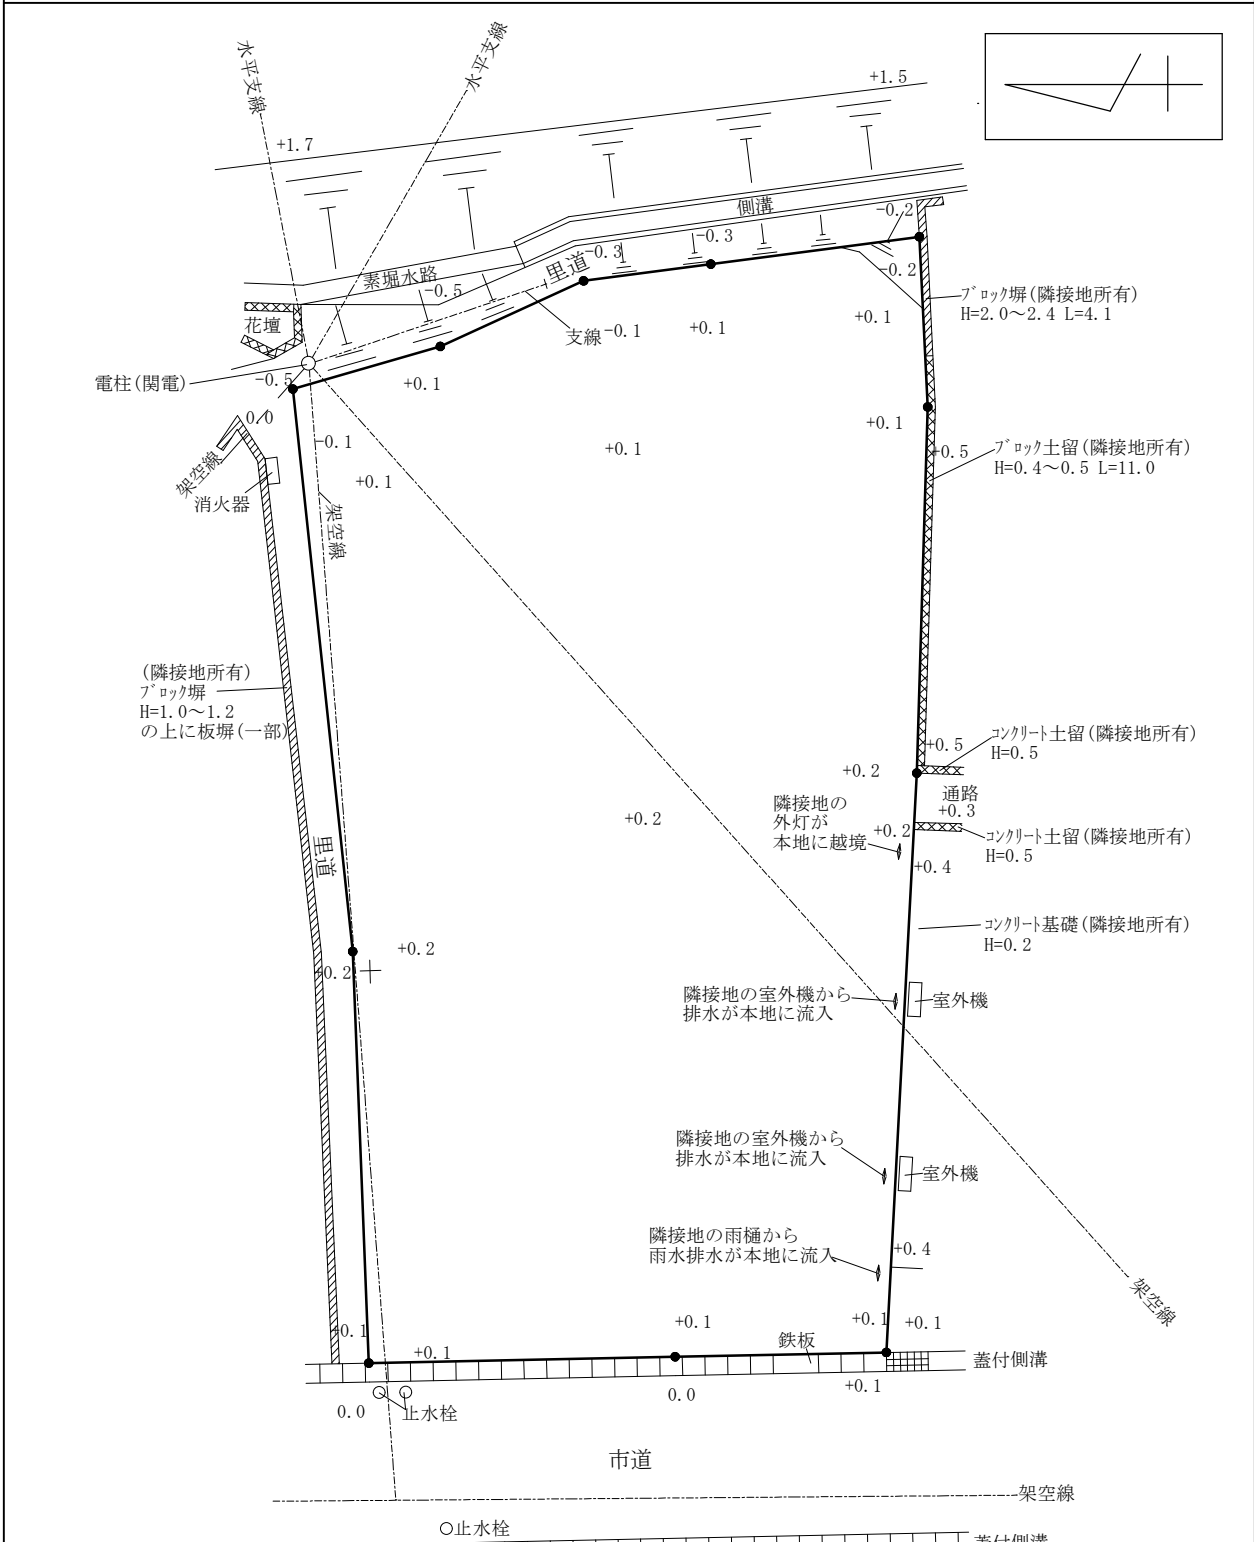 水平支線
水平支線
+1.5
+1.7
側溝
-0.2
-0.3
-0.3
里道
素堀水路
-0.5
-0.2
花壇
支線
-0.1
+0.1
+0.1
ブロック塀(隣接地所有)
H=2.0～2.4 L=4.1
電柱(関電)
-0.5
+0.1
0.0
-0.1
+0.1
+0.1
+0.5
ブロック土留(隣接地所有)
H=0.4～0.5 L=11.0
架空線
消火器
+0.1
架空線
(隣接地所有)
ブロック塀
H=1.0～1.2
の上に板塀(一部)
+0.5
コンクリート土留(隣接地所有)
H=0.5
+0.2
通路
+0.3
隣接地の
外灯が
本地に越境
+0.2
+0.2
コンクリート土留(隣接地所有)
H=0.5
里道
+0.4
コンクリート基礎(隣接地所有)
H=0.2
+0.2
+0.2
隣接地の室外機から
排水が本地に流入
室外機
隣接地の室外機から
排水が本地に流入
室外機
隣接地の雨樋から
雨水排水が本地に流入
+0.4
架空線
+0.1
+0.1
+0.1
+0.1
+0.1
鉄板
蓋付側溝
+0.1
0.0
0.0
止水栓
市道
架空線
止水栓
蓋付側溝